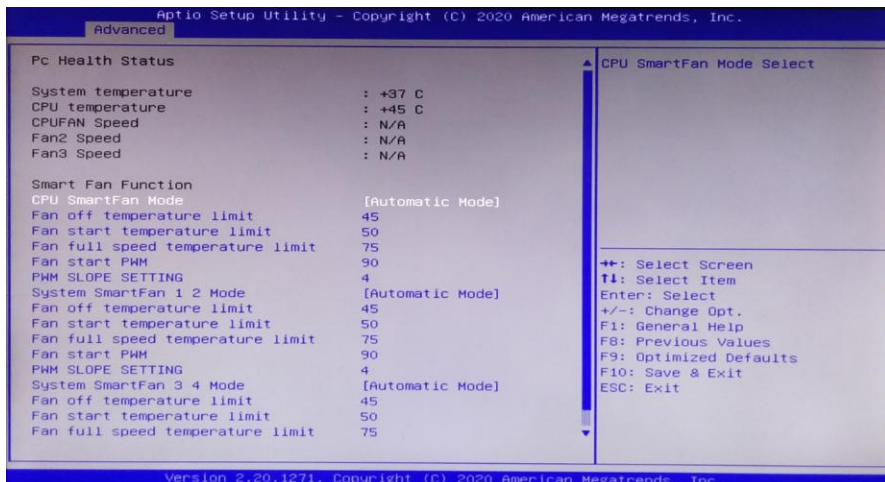 Aptio Setup Utility – Copyright (C) 2020 American Megatrends, Inc.
Advanced
Pc Health Status
System temperature : +37 C
CPU temperature : +45 C
CPUFAN Speed : N/A
Fan2 Speed : N/A
Fan3 Speed : N/A
Smart Fan Function
CPU SmartFan Mode [Automatic Mode]
Fan off temperature limit 45
Fan start temperature limit 50
Fan full speed temperature limit 75
Fan start PWM 90
PWM SLOPE SETTING 4
System SmartFan 1 2 Mode [Automatic Mode]
Fan off temperature limit 45
Fan start temperature limit 50
Fan full speed temperature limit 75
Fan start PWM 90
PWM SLOPE SETTING 4
System SmartFan 3 4 Mode [Automatic Mode]
Fan off temperature limit 45
Fan start temperature limit 50
Fan full speed temperature limit 75
CPU SmartFan Mode Select
→←: Select Screen
↑↓: Select Item
Enter: Select
+/-: Change Opt.
F1: General Help
F8: Previous Values
F9: Optimized Defaults
F10: Save & Exit
ESC: Exit
Version 2.20.1271. Copyright (C) 2020 American Megatrends, Inc.